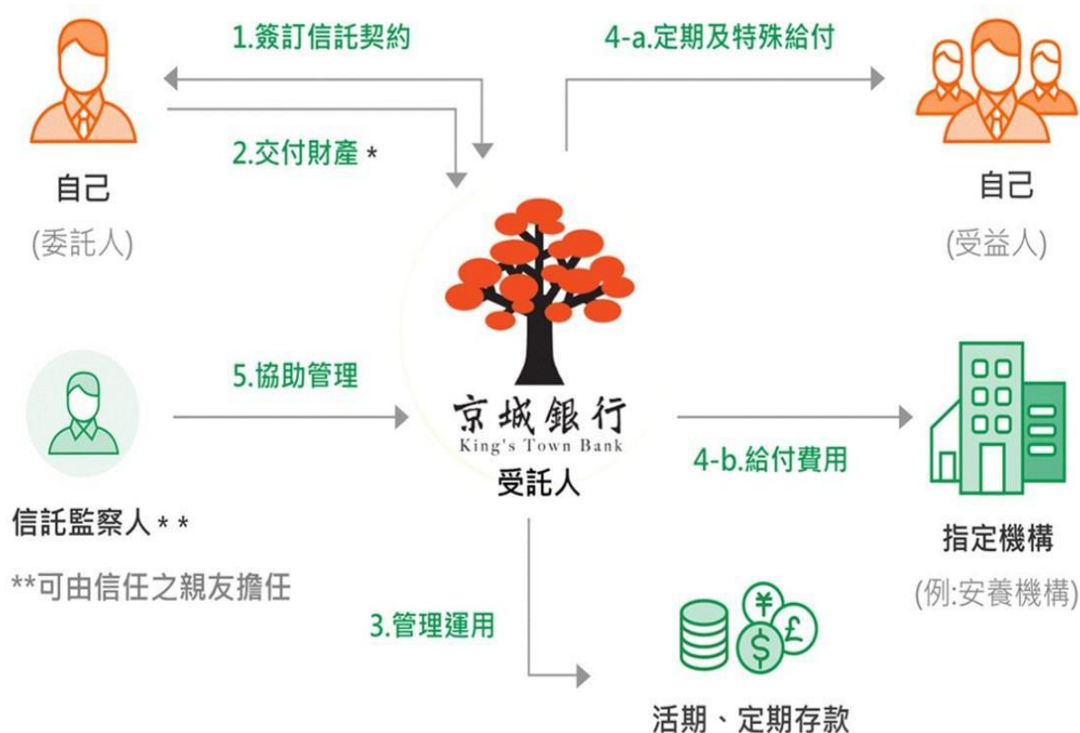 1.簽訂信託契約
4-a.定期及特殊給付
2.交付財產 *
自己
(委託人)
自己
(受益人)
5.協助管理
京城銀行
King's Town Bank
受託人
4-b.給付費用
信託監察人 * *
**可由信任之親友擔任
指定機構
(例:安養機構)
3.管理運用
¥
$
£
活期、定期存款